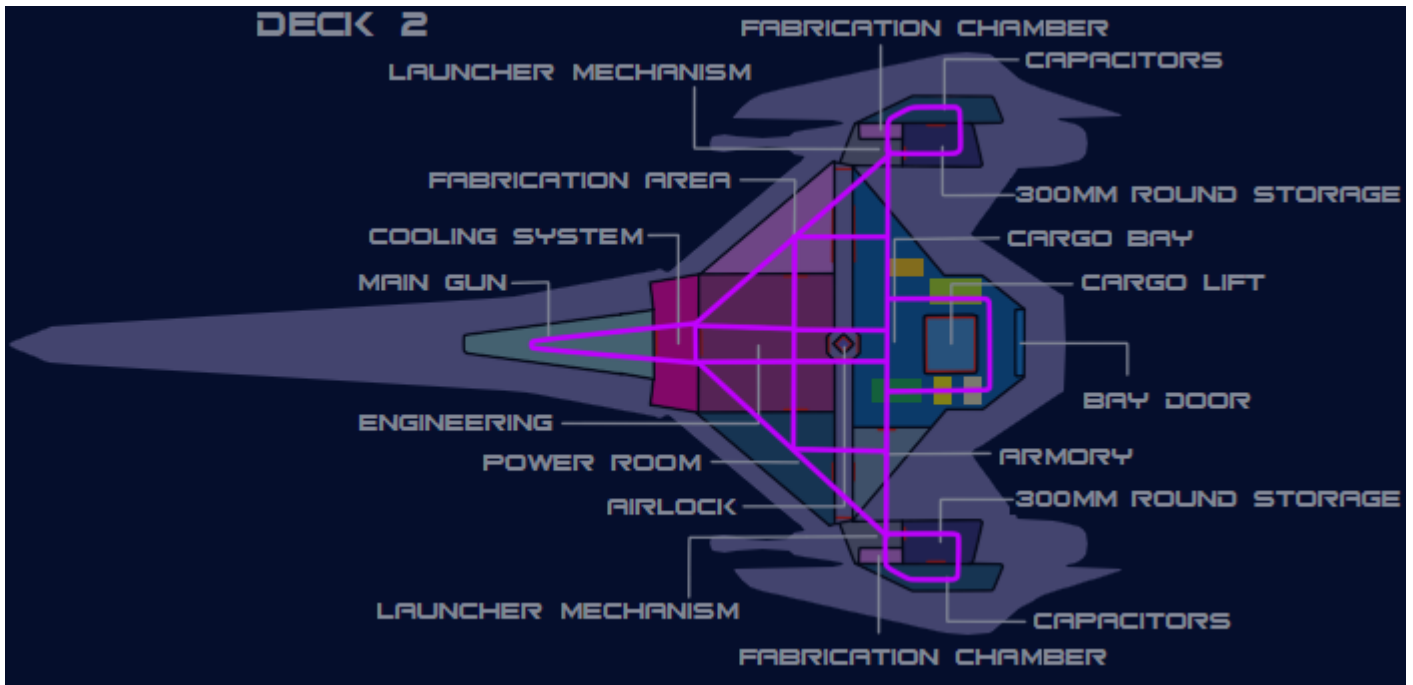 DECK 2
FABRICATION CHAMBER
CAPACITORS
LAUNCHER MECHANISM
FABRICATION AREA
300MM ROUND STORAGE
COOLING SYSTEM
CARGO BAY
MAIN GUN
CARGO LIFT
BAY DOOR
ENGINEERING
POWER ROOM
ARMORY
AIRLOCK
300MM ROUND STORAGE
LAUNCHER MECHANISM
CAPACITORS
FABRICATION CHAMBER